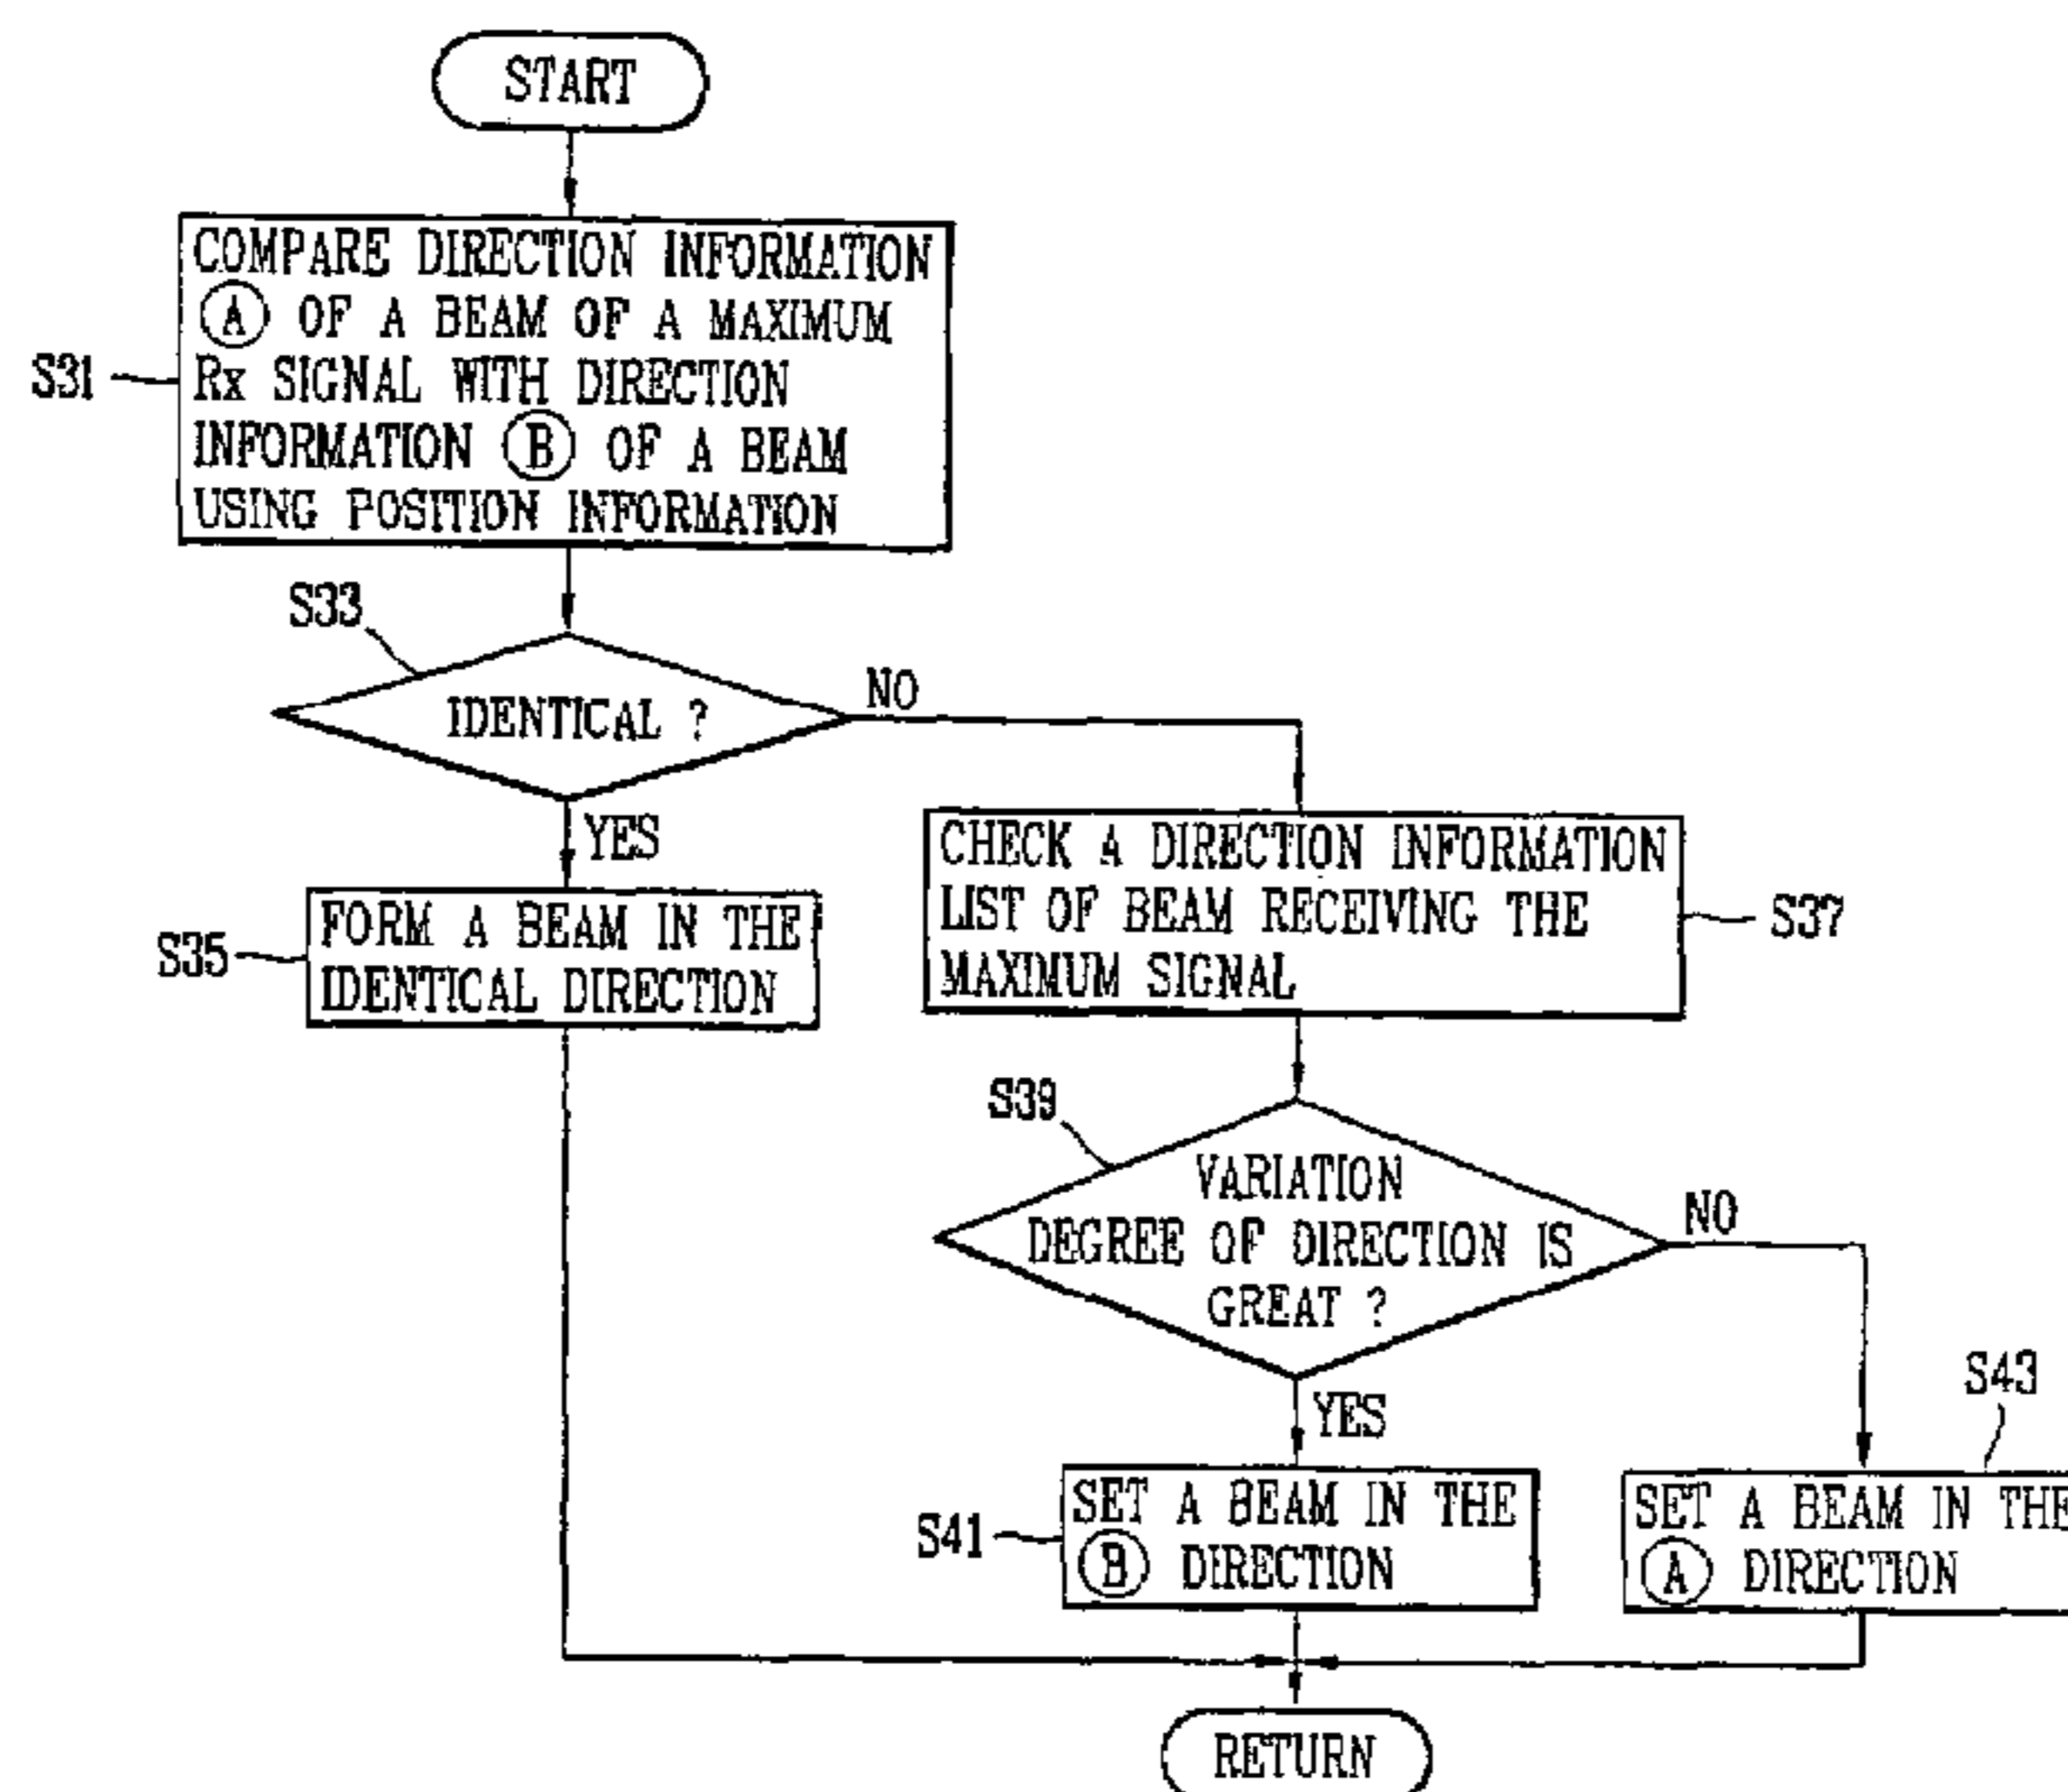 START
COMPARE DIRECTION INFORMATION
Ⓐ OF A BEAM OF A MAXIMUM
Rx SIGNAL WITH DIRECTION
INFORMATION Ⓑ OF A BEAM
USING POSITION INFORMATION
S31
S33
IDENTICAL ?
NO
YES
FORM A BEAM IN THE
IDENTICAL DIRECTION
S35
CHECK A DIRECTION INFORMATION
LIST OF BEAM RECEIVING THE
MAXIMUM SIGNAL
S37
S39
VARIATION
DEGREE OF DIRECTION IS
GREAT ?
NO
YES
S41
SET A BEAM IN THE
Ⓑ DIRECTION
S43
SET A BEAM IN THE
Ⓐ DIRECTION
RETURN